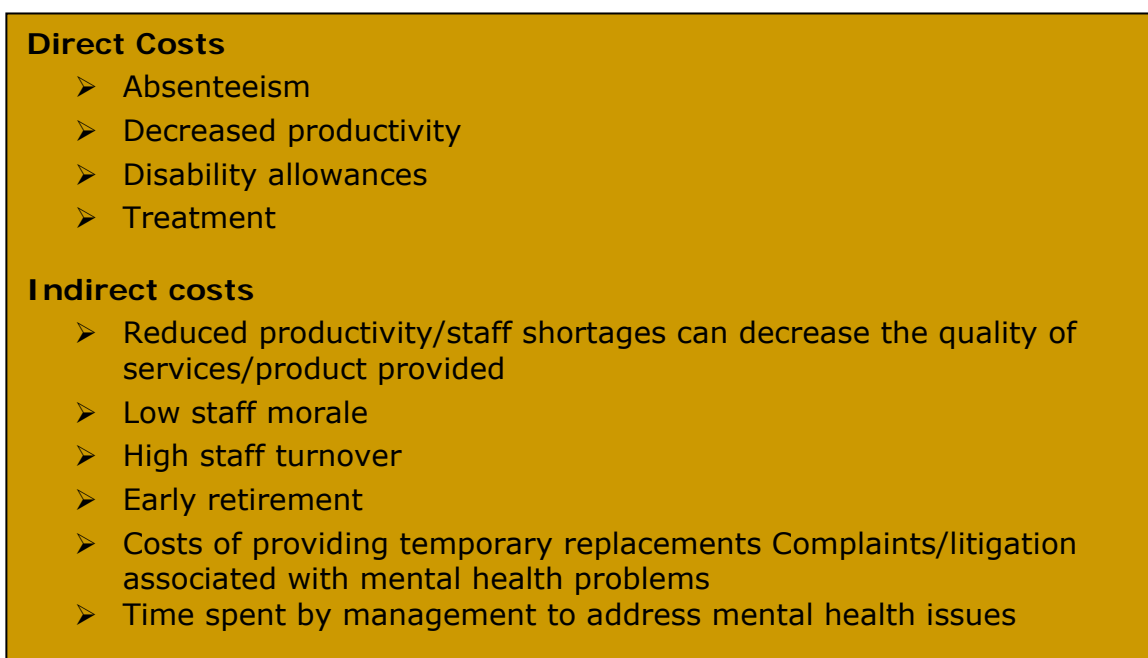 Direct Costs
➢ Absenteeism
➢ Decreased productivity
➢ Disability allowances
➢ Treatment
Indirect costs
➢ Reduced productivity/staff shortages can decrease the quality of
services/product provided
➢ Low staff morale
➢ High staff turnover
➢ Early retirement
➢ Costs of providing temporary replacements Complaints/litigation
associated with mental health problems
➢ Time spent by management to address mental health issues